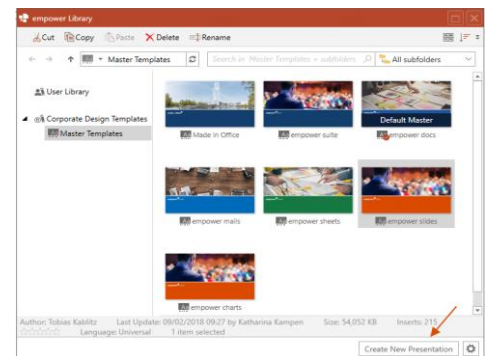 empower Library
Cut Copy Paste Delete Rename
Master Templates Search in Master Templates + subfolders All subfolders
User Library
Corporate Design Templates
Master Templates
Made in Office
empower suite
Default Master
empower docs
empower mails
empower sheets
empower slides
empower charts
Author: Tobias Kablitz Last Update: 09/02/2018 09:27 by Katharina Kampen Size: 54,052 KB Inserts: 215
Language: Universal 1 item selected
Create New Presentation